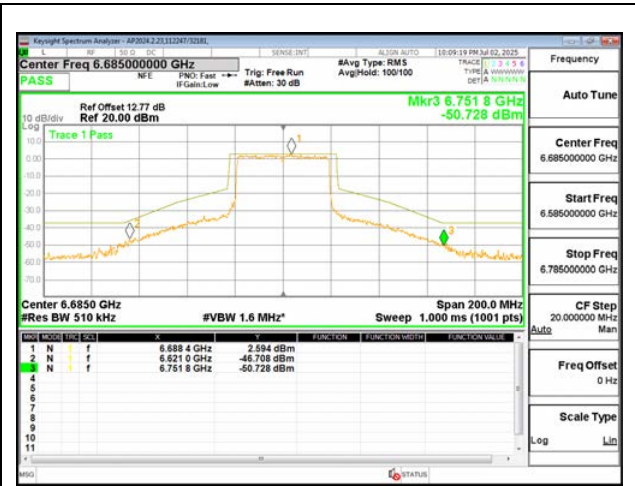 Keysight Spectrum Analyzer - AP2024.2.23,112247/32181,
L RF 50 Ω DC SENSE:INT ALIGN AUTO 10:09:19 PM Jul 02, 2025
Center Freq 6.685000000 GHz #Avg Type: RMS TRACE 1 2 3 4 5 6
PASS NFE PNO: Fast Trig: Free Run Avg|Hold: 100/100 TYPE A WWWWW
IFGain:Low #Atten: 30 dB DET A N N N N N
Frequency
Auto Tune
Ref Offset 12.77 dB Mkr3 6.751 8 GHz
10 dB/div Ref 20.00 dBm -50.728 dBm
Log
Trace 1 Pass
10.0
0.00
-10.0
-20.0
-30.0
-40.0
-50.0
-60.0
-70.0
1
2
3
Center 6.6850 GHz Span 200.0 MHz
#Res BW 510 kHz #VBW 1.6 MHz* Sweep 1.000 ms (1001 pts)
MKR MODE TRC SCL X Y FUNCTION FUNCTION WIDTH FUNCTION VALUE
1 N 1 f 6.688 4 GHz 2.594 dBm
2 N 1 f 6.621 0 GHz -46.708 dBm
3 N 1 f 6.751 8 GHz -50.728 dBm
4
5
6
7
8
9
10
11
Center Freq
6.685000000 GHz
Start Freq
6.585000000 GHz
Stop Freq
6.785000000 GHz
CF Step
20.000000 MHz
Auto Man
Freq Offset
0 Hz
Scale Type
Log Lin
MSG STATUS